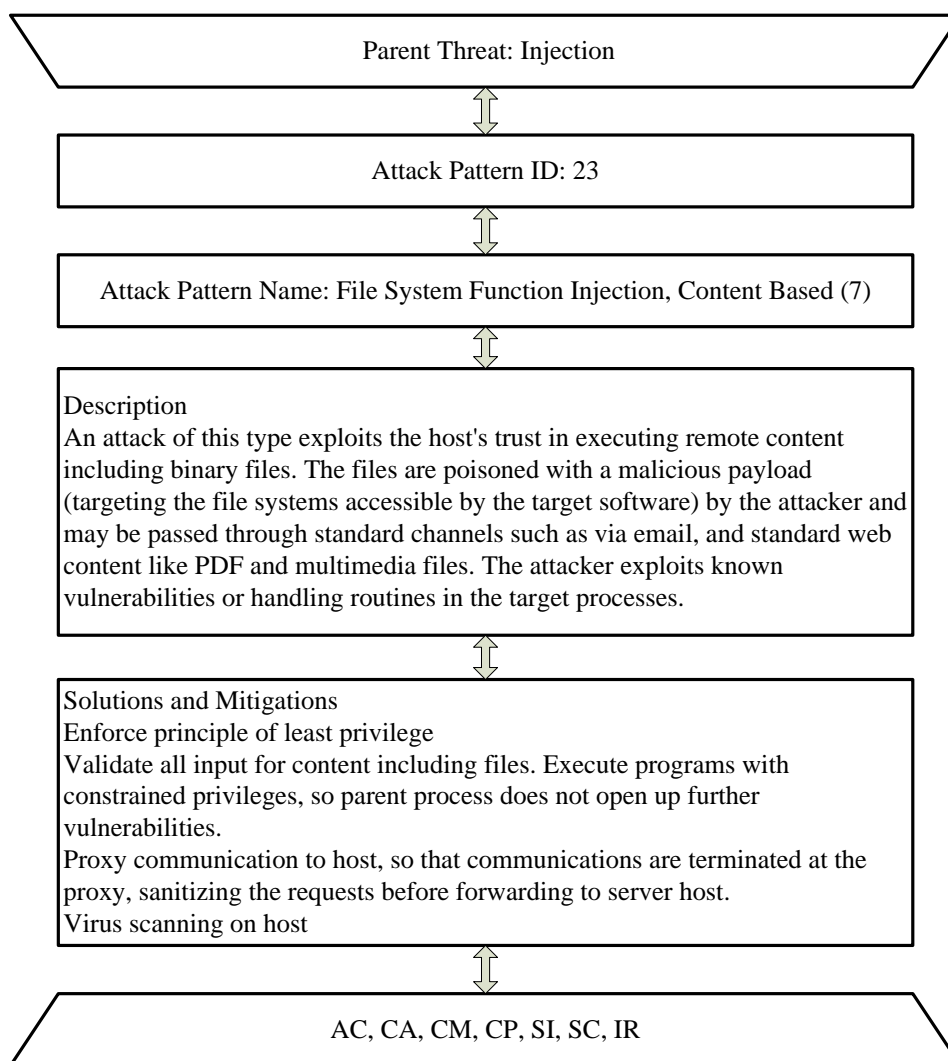 Parent Threat: Injection
Attack Pattern ID: 23
Attack Pattern Name: File System Function Injection, Content Based (7)
Description
An attack of this type exploits the host's trust in executing remote content
including binary files. The files are poisoned with a malicious payload
(targeting the file systems accessible by the target software) by the attacker and
may be passed through standard channels such as via email, and standard web
content like PDF and multimedia files. The attacker exploits known
vulnerabilities or handling routines in the target processes.
Solutions and Mitigations
Enforce principle of least privilege
Validate all input for content including files. Execute programs with
constrained privileges, so parent process does not open up further
vulnerabilities.
Proxy communication to host, so that communications are terminated at the
proxy, sanitizing the requests before forwarding to server host.
Virus scanning on host
AC, CA, CM, CP, SI, SC, IR